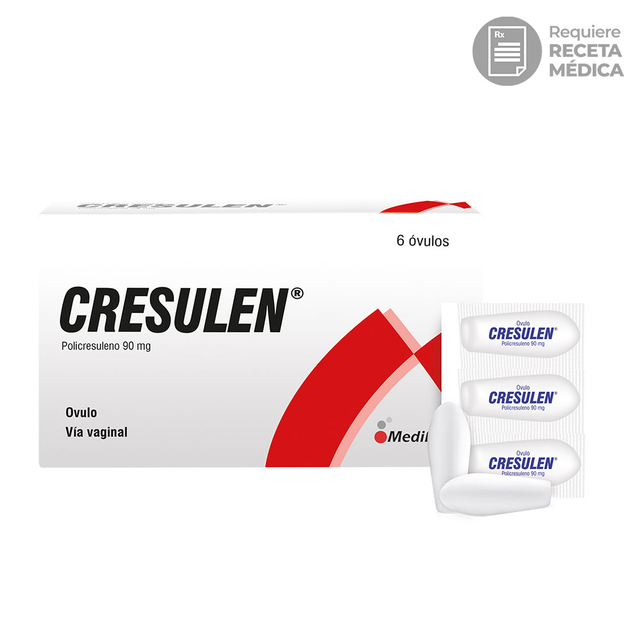 Rx
Requiere
RECETA
MÉDICA
CRESULEN®
6 óvulos
CRESULEN®
Policresuleno 90 mg
Ovulo
Vía vaginal
Ovulo
CRESULEN®
Policresuleno 90 mg
Ovulo
CRESULEN®
Policresuleno 90 mg
Ovulo
CRESULEN®
Policresuleno 90 mg